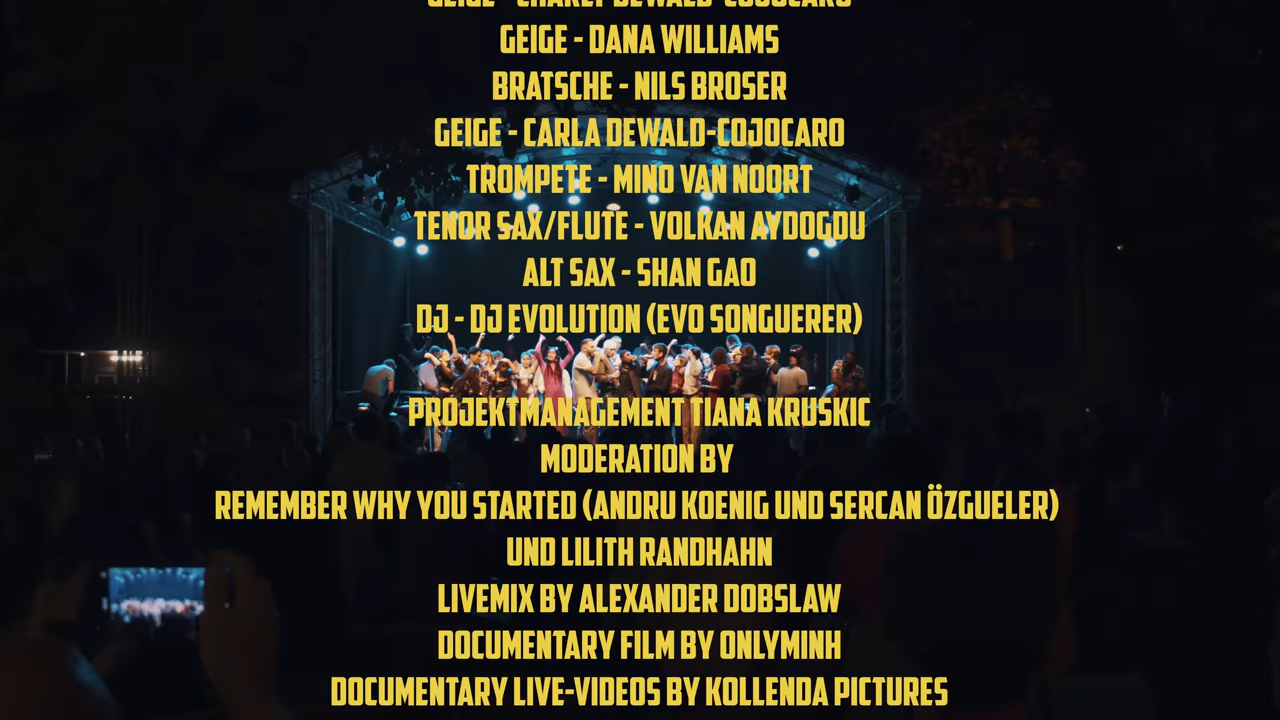 GEIGE - DEWALD-COJOCARO
GEIGE - DANA WILLIAMS
BRATSCHE - NILS BROSER
GEIGE - CARLA DEWALD-COJOCARO
TROMPETE - MINO VAN NOORT
TENOR SAX/FLUTE - VOLKAN AYDOGDU
ALT SAX - SHAN GAO
DJ - DJ EVOLUTION (EVO SONGUERER)
PROJEKTMANAGEMENT TIANA KRUSKIC
MODERATION BY
REMEMBER WHY YOU STARTED (ANDRU KOENIG UND SERCAN ÖZGUELER)
UND LILITH RANDHAHN
LIVEMIX BY ALEXANDER DOBSLAW
DOCUMENTARY FILM BY ONLYMINH
DOCUMENTARY LIVE-VIDEOS BY KOLLENDA PICTURES